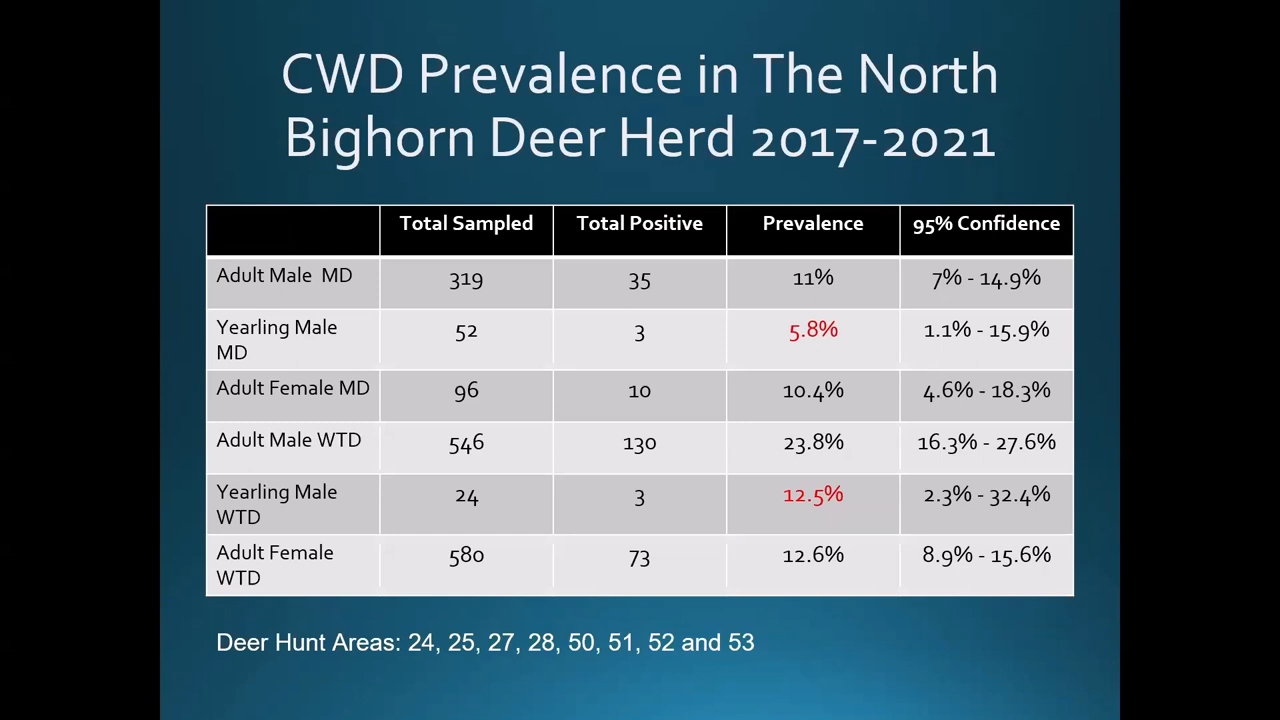 CWD Prevalence in The North
Bighorn Deer Herd 2017-2021
Total Sampled Total Positive Prevalence 95% Confidence
Adult Male MD 319 35 11% 7% - 14.9%
Yearling Male
MD 52 3 5.8% 1.1% - 15.9%
Adult Female MD 96 10 10.4% 4.6% - 18.3%
Adult Male WTD 546 130 23.8% 16.3% - 27.6%
Yearling Male
WTD 24 3 12.5% 2.3% - 32.4%
Adult Female
WTD 580 73 12.6% 8.9% - 15.6%
Deer Hunt Areas: 24, 25, 27, 28, 50, 51, 52 and 53